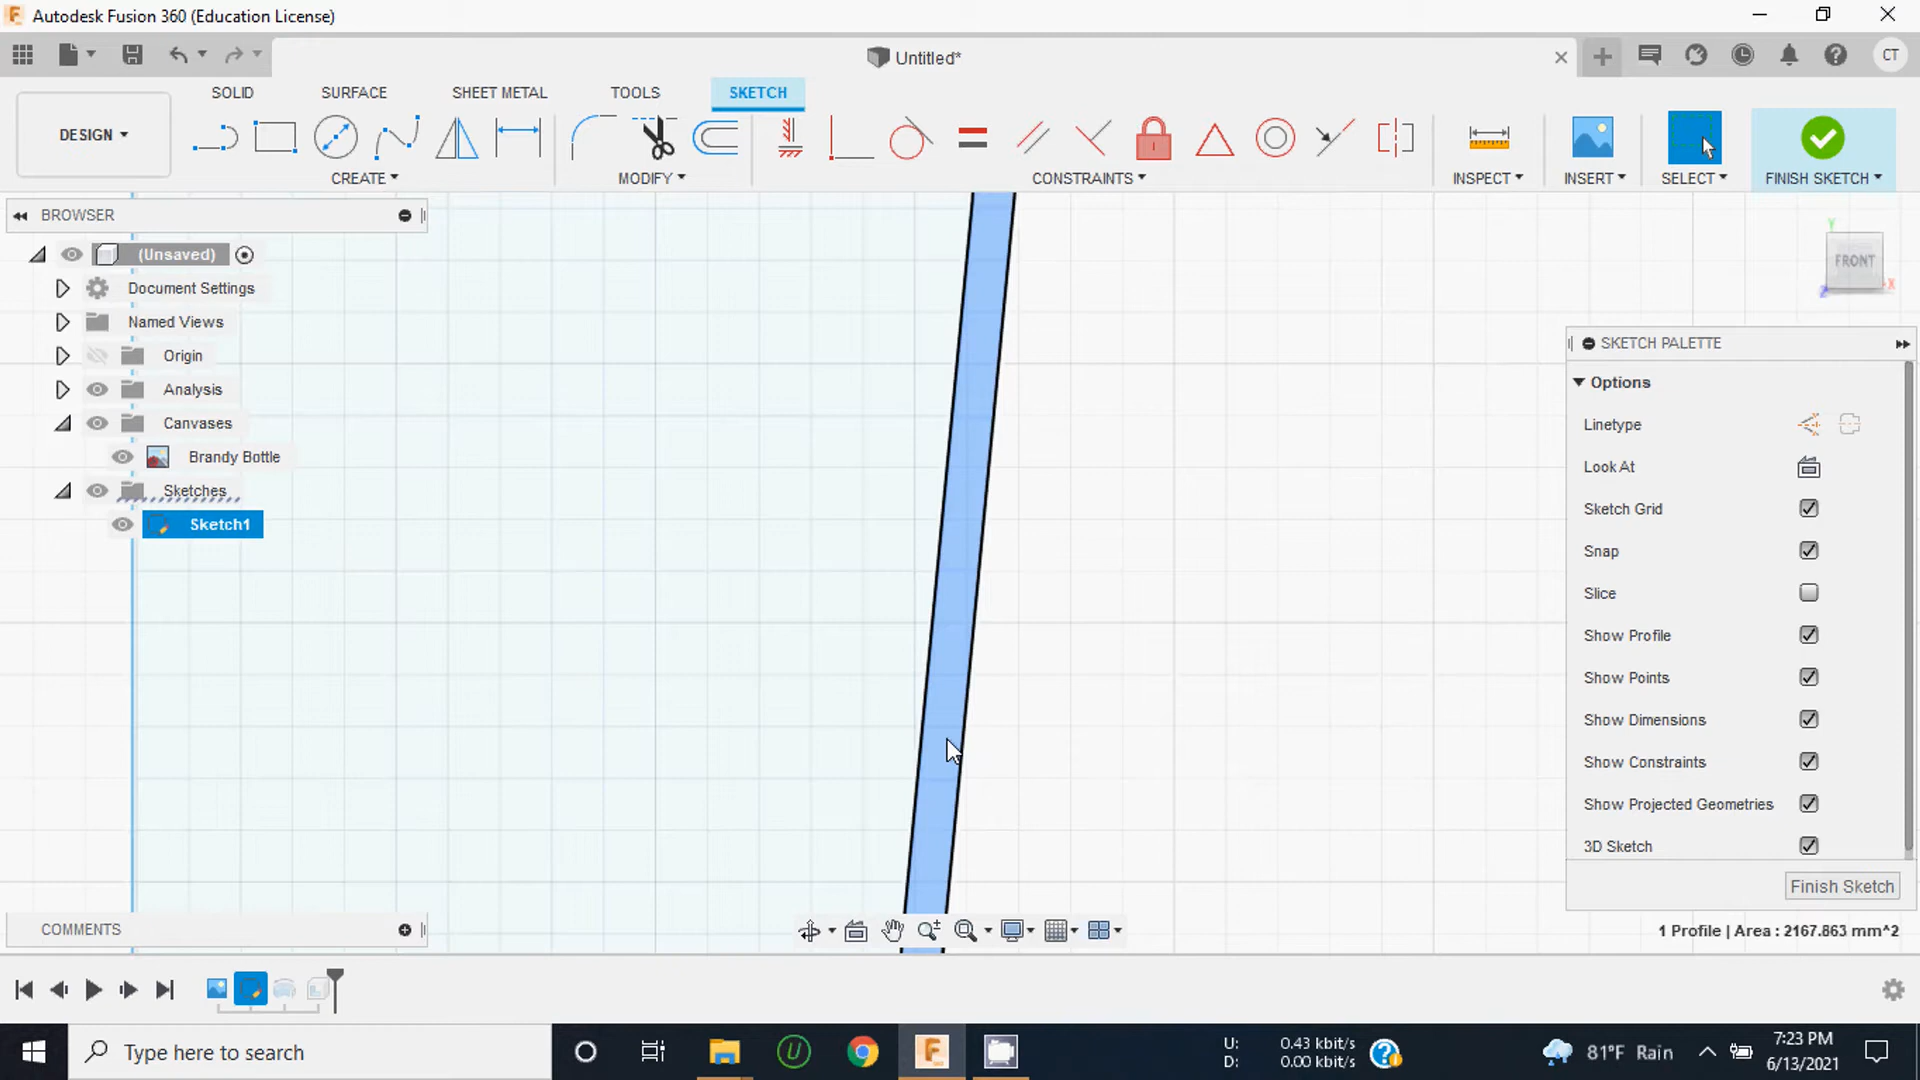 Autodesk Fusion 360 (Education License)
Untitled*
CT
SOLID SURFACE SHEET METAL TOOLS SKETCH
DESIGN
CREATE MODIFY CONSTRAINTS INSPECT INSERT SELECT FINISH SKETCH
BROWSER
(Unsaved)
Document Settings
Named Views
Origin
Analysis
Canvases
Brandy Bottle
Sketches
Sketch1
Y
FRONT
X
Z
SKETCH PALETTE
Options
Linetype
Look At
Sketch Grid
Snap
Slice
Show Profile
Show Points
Show Dimensions
Show Constraints
Show Projected Geometries
3D Sketch
Finish Sketch
COMMENTS
1 Profile | Area : 2167.863 mm^2
Type here to search
U: 0.43 kbit/s
D: 0.00 kbit/s
81°F Rain
7:23 PM
6/13/2021